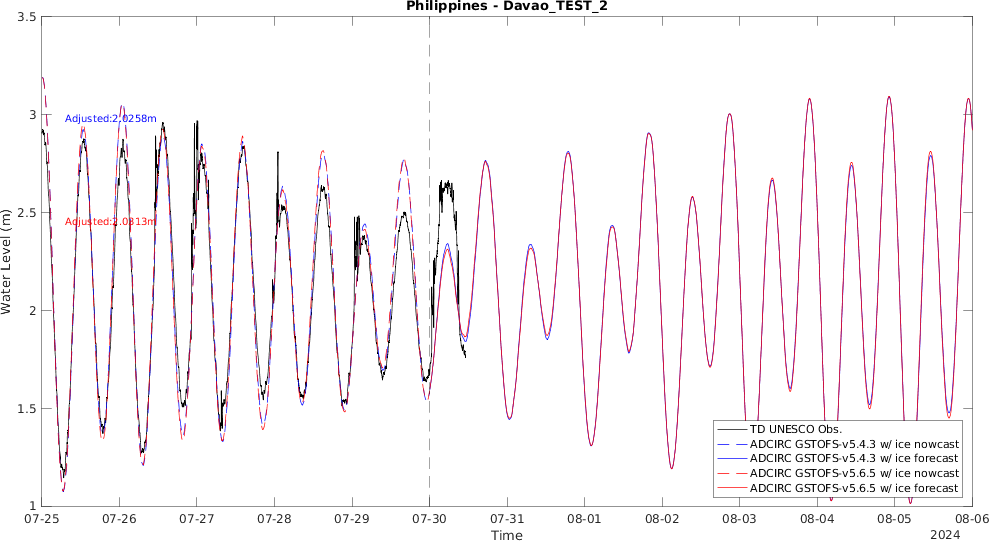 Philippines - Davao_TEST_2
3.5
3
2.5
2
1.5
1
Water Level (m)
Adjusted:2.0258m
Adjusted:2.0313m
TD UNESCO Obs.
ADCIRC GSTOFS-v5.4.3 w/ ice nowcast
ADCIRC GSTOFS-v5.4.3 w/ ice forecast
ADCIRC GSTOFS-v5.6.5 w/ ice nowcast
ADCIRC GSTOFS-v5.6.5 w/ ice forecast
07-25 07-26 07-27 07-28 07-29 07-30 07-31 08-01 08-02 08-03 08-04 08-05 08-06
Time
2024